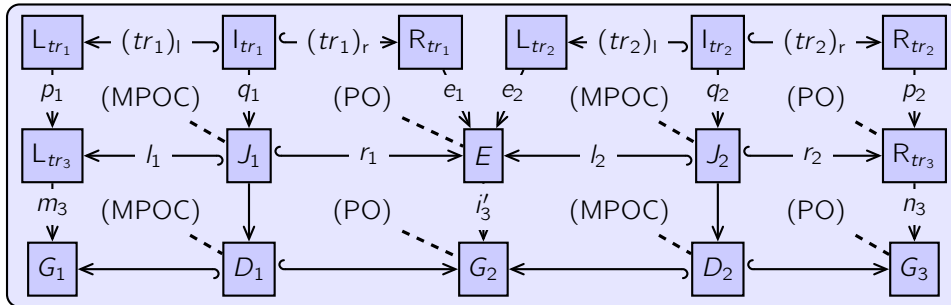 L_{tr_1} (tr_1)_l I_{tr_1} (tr_1)_r R_{tr_1} L_{tr_2} (tr_2)_l I_{tr_2} (tr_2)_r R_{tr_2}
p_1 (MPOC) q_1 (PO) e_1 e_2 (MPOC) q_2 (PO) p_2
L_{tr_3} l_1 J_1 r_1 E l_2 J_2 r_2 R_{tr_3}
m_3 (MPOC) (PO) i'_3 (MPOC) (PO) n_3
G_1 D_1 G_2 D_2 G_3